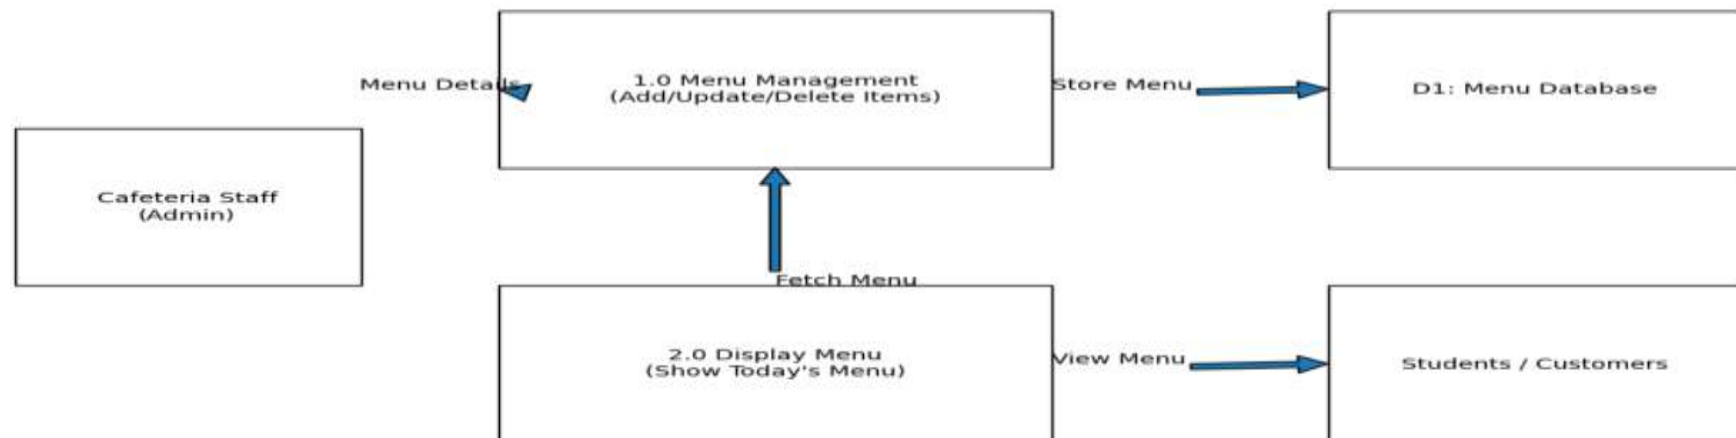 Menu Details
1.0 Menu Management
(Add/Update/Delete Items)
Store Menu
D1: Menu Database
Cafeteria Staff
(Admin)
Fetch Menu
2.0 Display Menu
(Show Today's Menu)
View Menu
Students / Customers